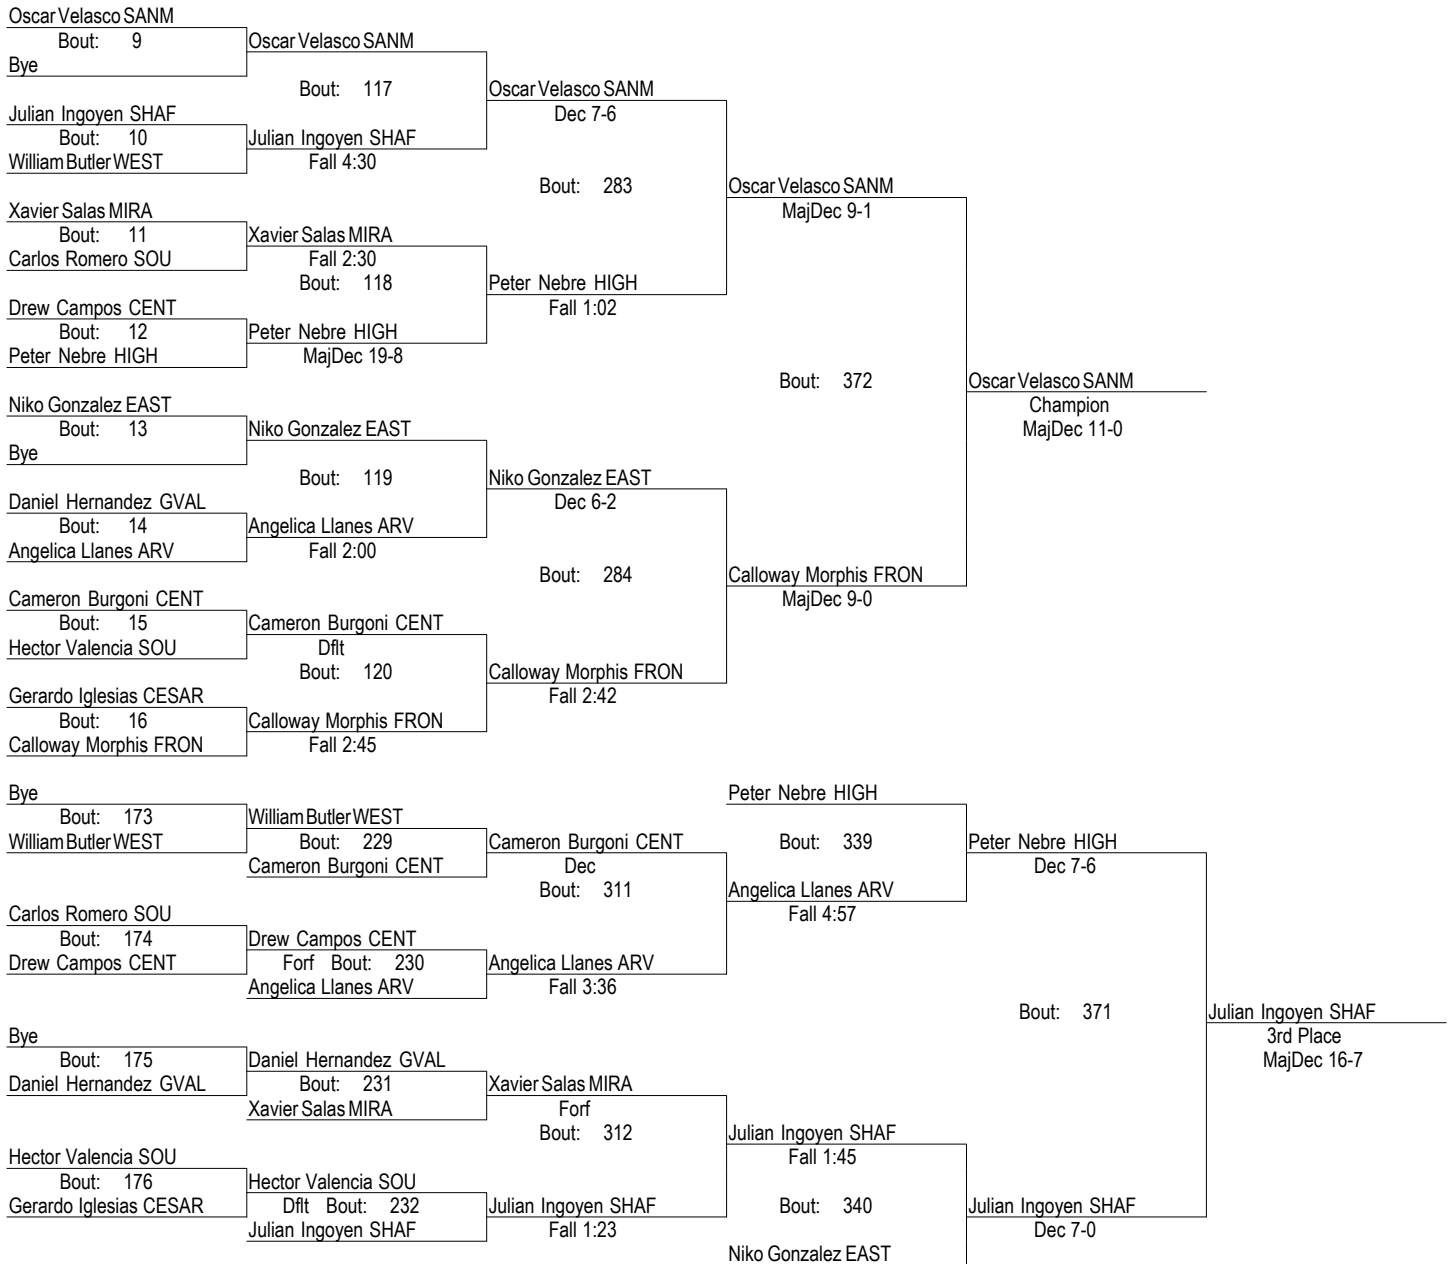 Oscar Velasco SANM
Bout: 9
Oscar Velasco SANM
Bye
Bout: 117
Oscar Velasco SANM
Dec 7-6
Julian Ingoyen SHAF
Bout: 10
Julian Ingoyen SHAF
William Butler WEST
Fall 4:30
Bout: 283
Oscar Velasco SANM
MajDec 9-1
Xavier Salas MIRA
Bout: 11
Xavier Salas MIRA
Carlos Romero SOU
Fall 2:30
Bout: 118
Peter Nebre HIGH
Fall 1:02
Drew Campos CENT
Bout: 12
Peter Nebre HIGH
Peter Nebre HIGH
MajDec 19-8
Bout: 372
Oscar Velasco SANM
Champion
MajDec 11-0
Niko Gonzalez EAST
Bout: 13
Niko Gonzalez EAST
Bye
Bout: 119
Niko Gonzalez EAST
Dec 6-2
Daniel Hernandez GVAL
Bout: 14
Angelica Llanes ARV
Angelica Llanes ARV
Fall 2:00
Bout: 284
Calloway Morphis FRON
MajDec 9-0
Cameron Burgoni CENT
Bout: 15
Cameron Burgoni CENT
Hector Valencia SOU
Dflt
Bout: 120
Calloway Morphis FRON
Fall 2:42
Gerardo Iglesias CESAR
Bout: 16
Calloway Morphis FRON
Calloway Morphis FRON
Fall 2:45
Bye
Peter Nebre HIGH
Bout: 173
William Butler WEST
William Butler WEST
Bout: 229
Cameron Burgoni CENT
Bout: 339
Peter Nebre HIGH
Cameron Burgoni CENT
Dec
Dec 7-6
Bout: 311
Angelica Llanes ARV
Fall 4:57
Carlos Romero SOU
Bout: 174
Drew Campos CENT
Drew Campos CENT
Forf Bout: 230
Angelica Llanes ARV
Angelica Llanes ARV
Fall 3:36
Bout: 371
Julian Ingoyen SHAF
3rd Place
MajDec 16-7
Bye
Bout: 175
Daniel Hernandez GVAL
Daniel Hernandez GVAL
Bout: 231
Xavier Salas MIRA
Xavier Salas MIRA
Forf
Bout: 312
Julian Ingoyen SHAF
Fall 1:45
Hector Valencia SOU
Bout: 176
Hector Valencia SOU
Gerardo Iglesias CESAR
Dflt Bout: 232
Julian Ingoyen SHAF
Bout: 340
Julian Ingoyen SHAF
Julian Ingoyen SHAF
Fall 1:23
Dec 7-0
Niko Gonzalez EAST